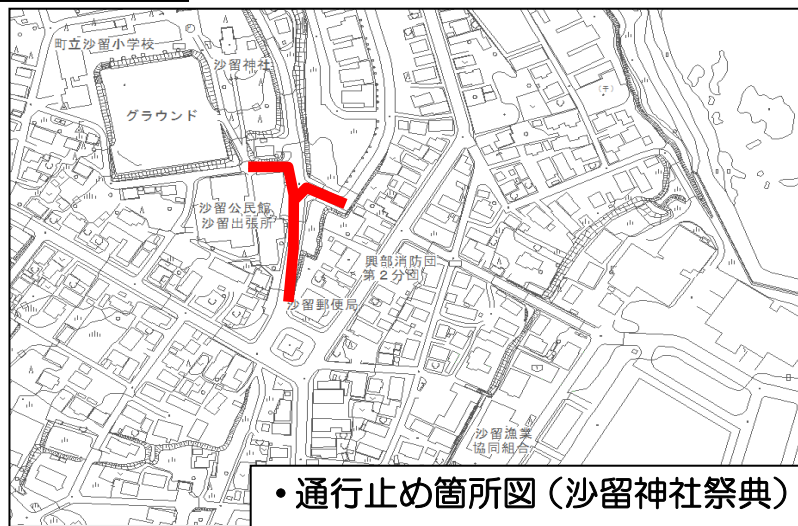 町立沙留小学校
沙留神社
グラウンド
(干)
沙留公民館
沙留出張所
興部消防団
第2分団
沙留郵便局
沙留漁業
協同組合
・通行止め箇所図（沙留神社祭典）